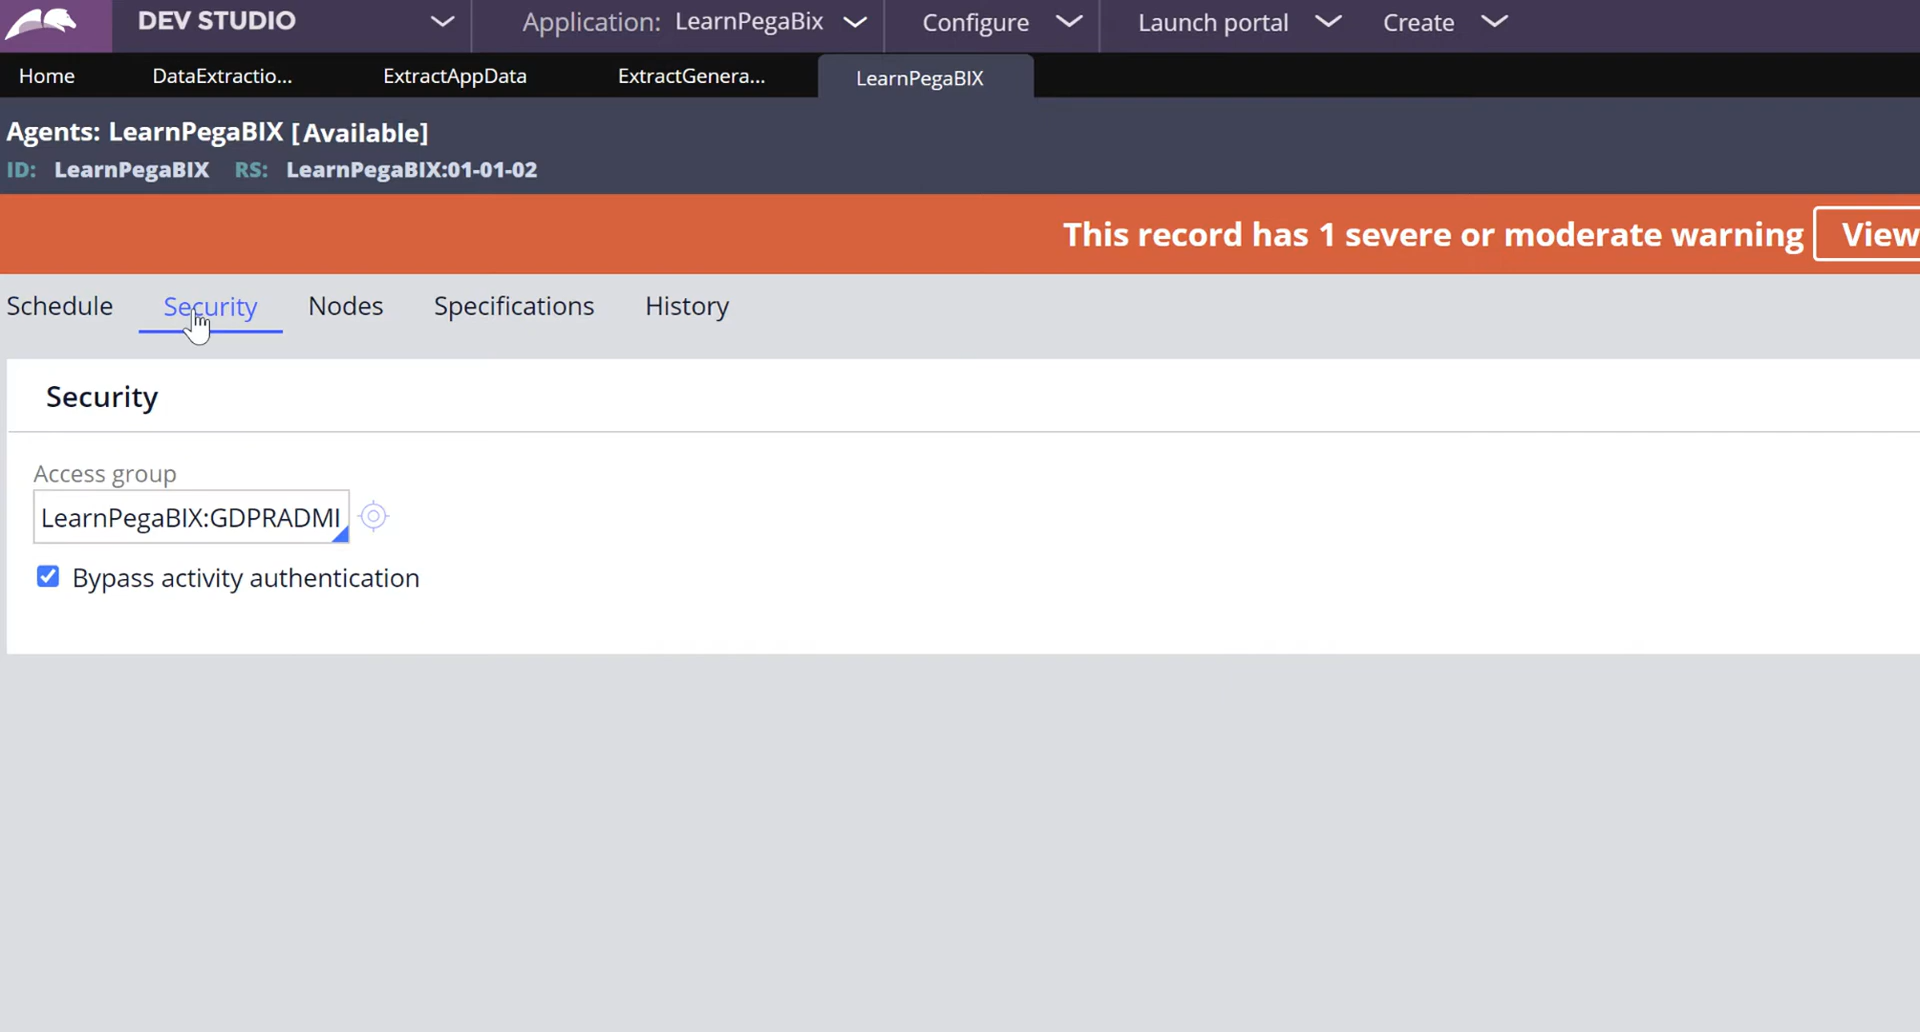 DEV STUDIO Application: LearnPegaBix Configure Launch portal Create
Home DataExtractio... ExtractAppData ExtractGenera... LearnPegaBIX
Agents: LearnPegaBIX [Available]
ID: LearnPegaBIX RS: LearnPegaBIX:01-01-02
This record has 1 severe or moderate warning View
Schedule Security Nodes Specifications History
Security
Access group
LearnPegaBIX:GDPRADMI
Bypass activity authentication